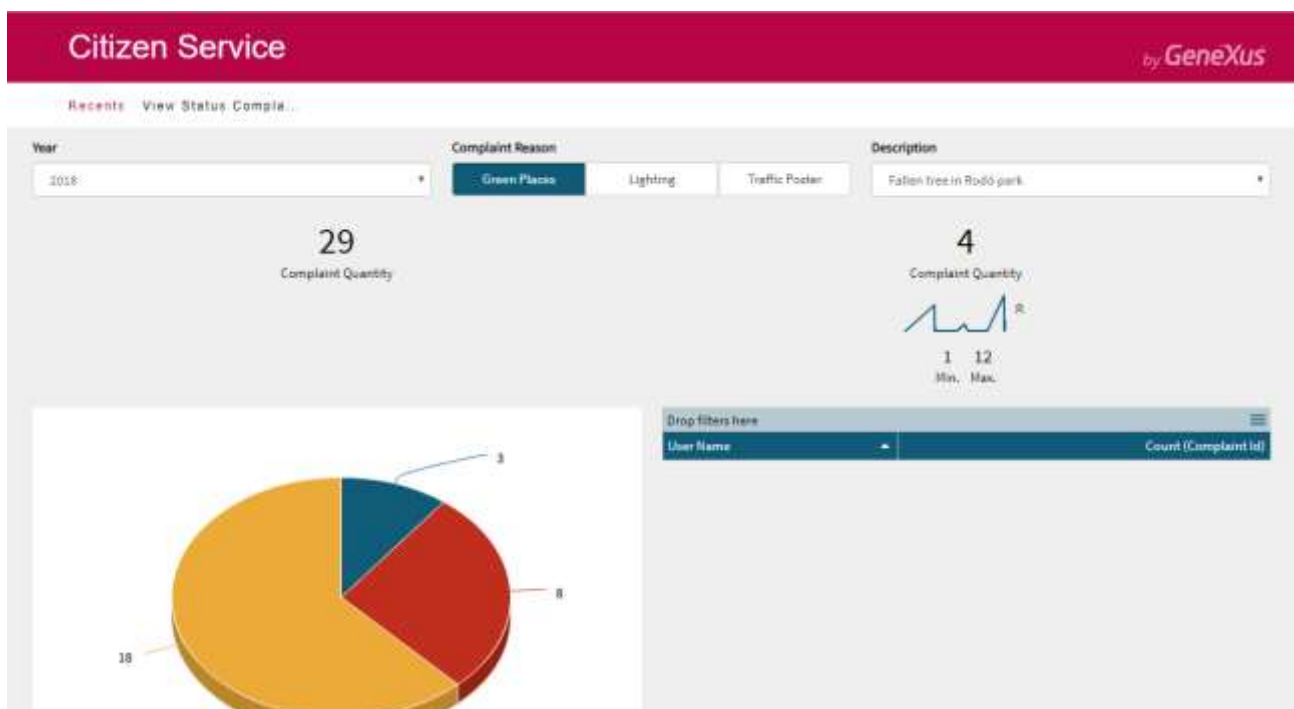 Citizen Service
by GeneXus
Recents View Status Compla...
Year Complaint Reason Description
2018 Green Places Lighting Traffic Poster Fallen tree in Rodó park
29 4
Complaint Quantity Complaint Quantity
1 12
Min. Max.
Drop filters here
User Name Count (Complaint Id)
3
8
18